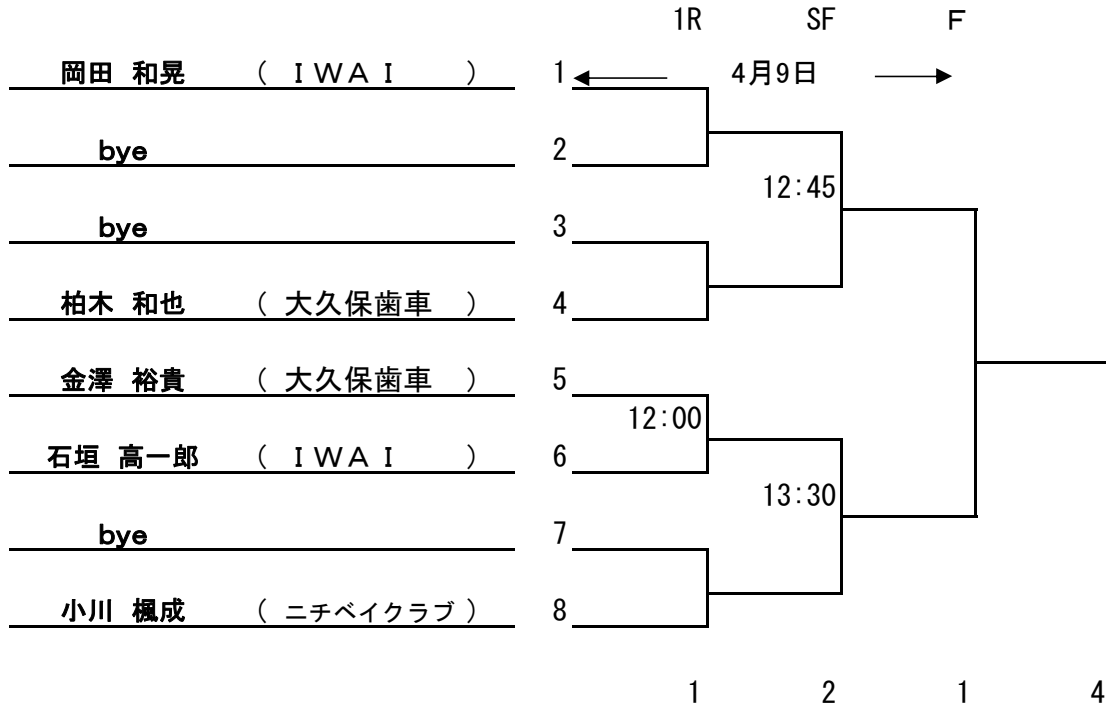 1R SF F
岡田 和晃 ( ＩＷＡＩ ) 1 4月9日
bye 2
12:45
bye 3
柏木 和也 ( 大久保歯車 ) 4
金澤 裕貴 ( 大久保歯車 ) 5
12:00
石垣 高一郎 ( ＩＷＡＩ ) 6
13:30
bye 7
小川 楓成 ( ニチベイクラブ ) 8
1 2 1 4